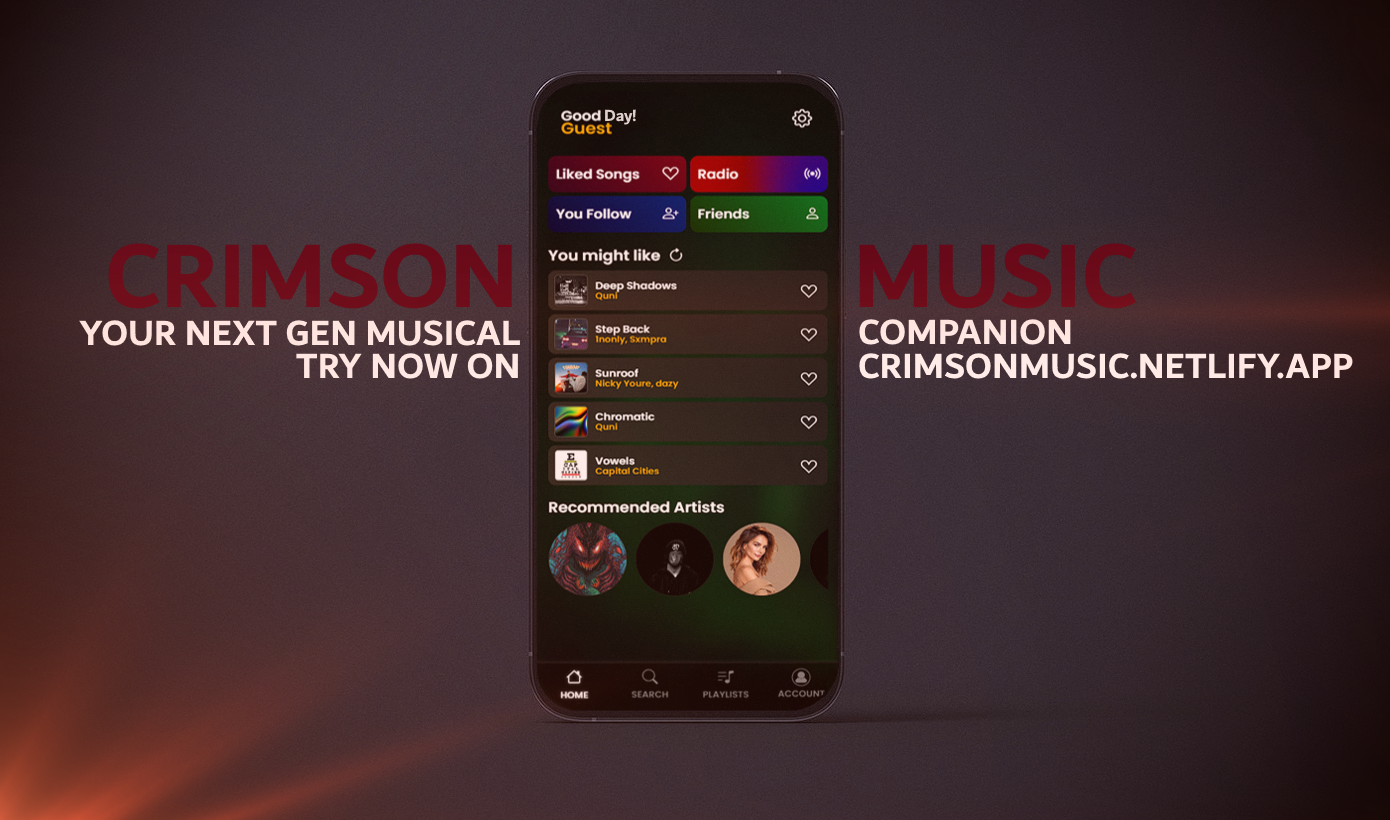 CRIMSON MUSIC
YOUR NEXT GEN MUSICAL COMPANION
TRY NOW ON CRIMSONMUSIC.NETLIFY.APP
Good Day!
Guest
Liked Songs
Radio
You Follow
Friends
You might like
Deep Shadows
Quni
Step Back
1nonly, Sxmpra
Sunroof
Nicky Youre, dazy
Chromatic
Quni
Vowels
Capital Cities
Recommended Artists
HOME
SEARCH
PLAYLISTS
ACCOUNT